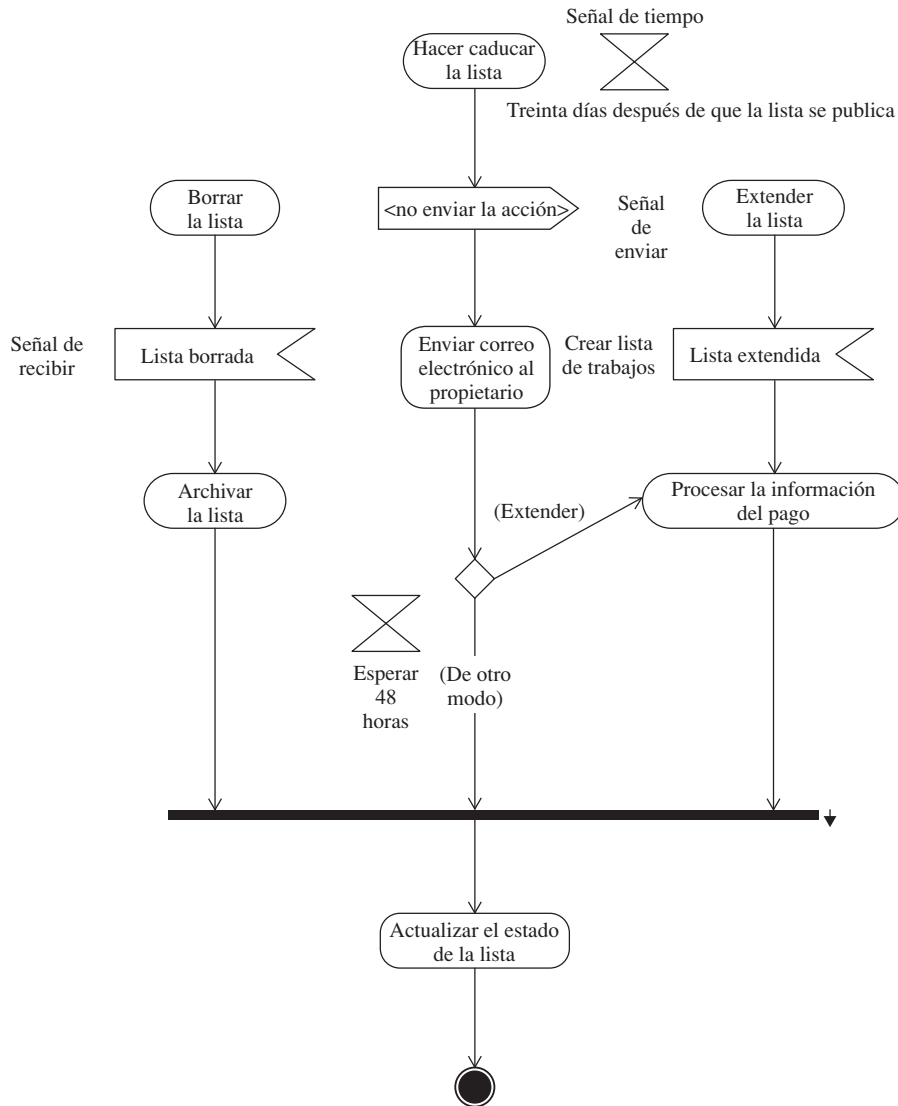 Señal de tiempo
Hacer caducar
la lista
Treinta días después de que la lista se publica
Borrar
la lista
<no enviar la acción>
Señal
de
enviar
Extender
la lista
Señal de
recibir
Lista borrada
Enviar correo
electrónico al
propietario
Crear lista
de trabajos
Lista extendida
Archivar
la lista
(Extender)
Procesar la información
del pago
Esperar
48
horas
(De otro
modo)
Actualizar el estado
de la lista